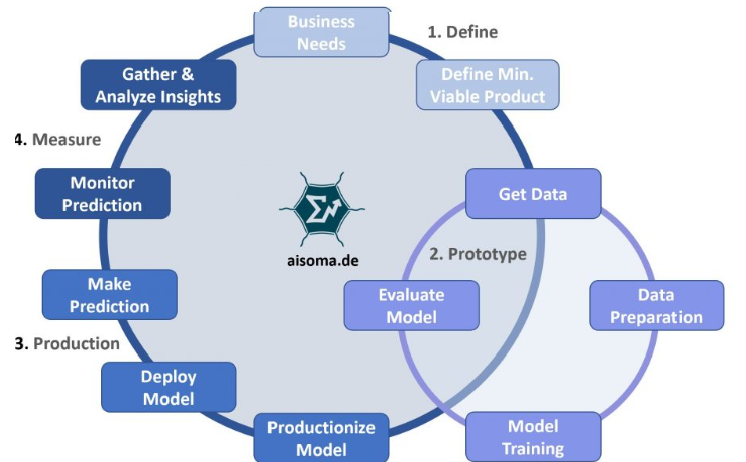 Business
Needs
1. Define
Define Min.
Viable Product
Get Data
2. Prototype
Data
Preparation
Model
Training
Evaluate
Model
Productionize
Model
Deploy
Model
3. Production
Make
Prediction
Monitor
Prediction
4. Measure
Gather &
Analyze Insights
aisoma.de